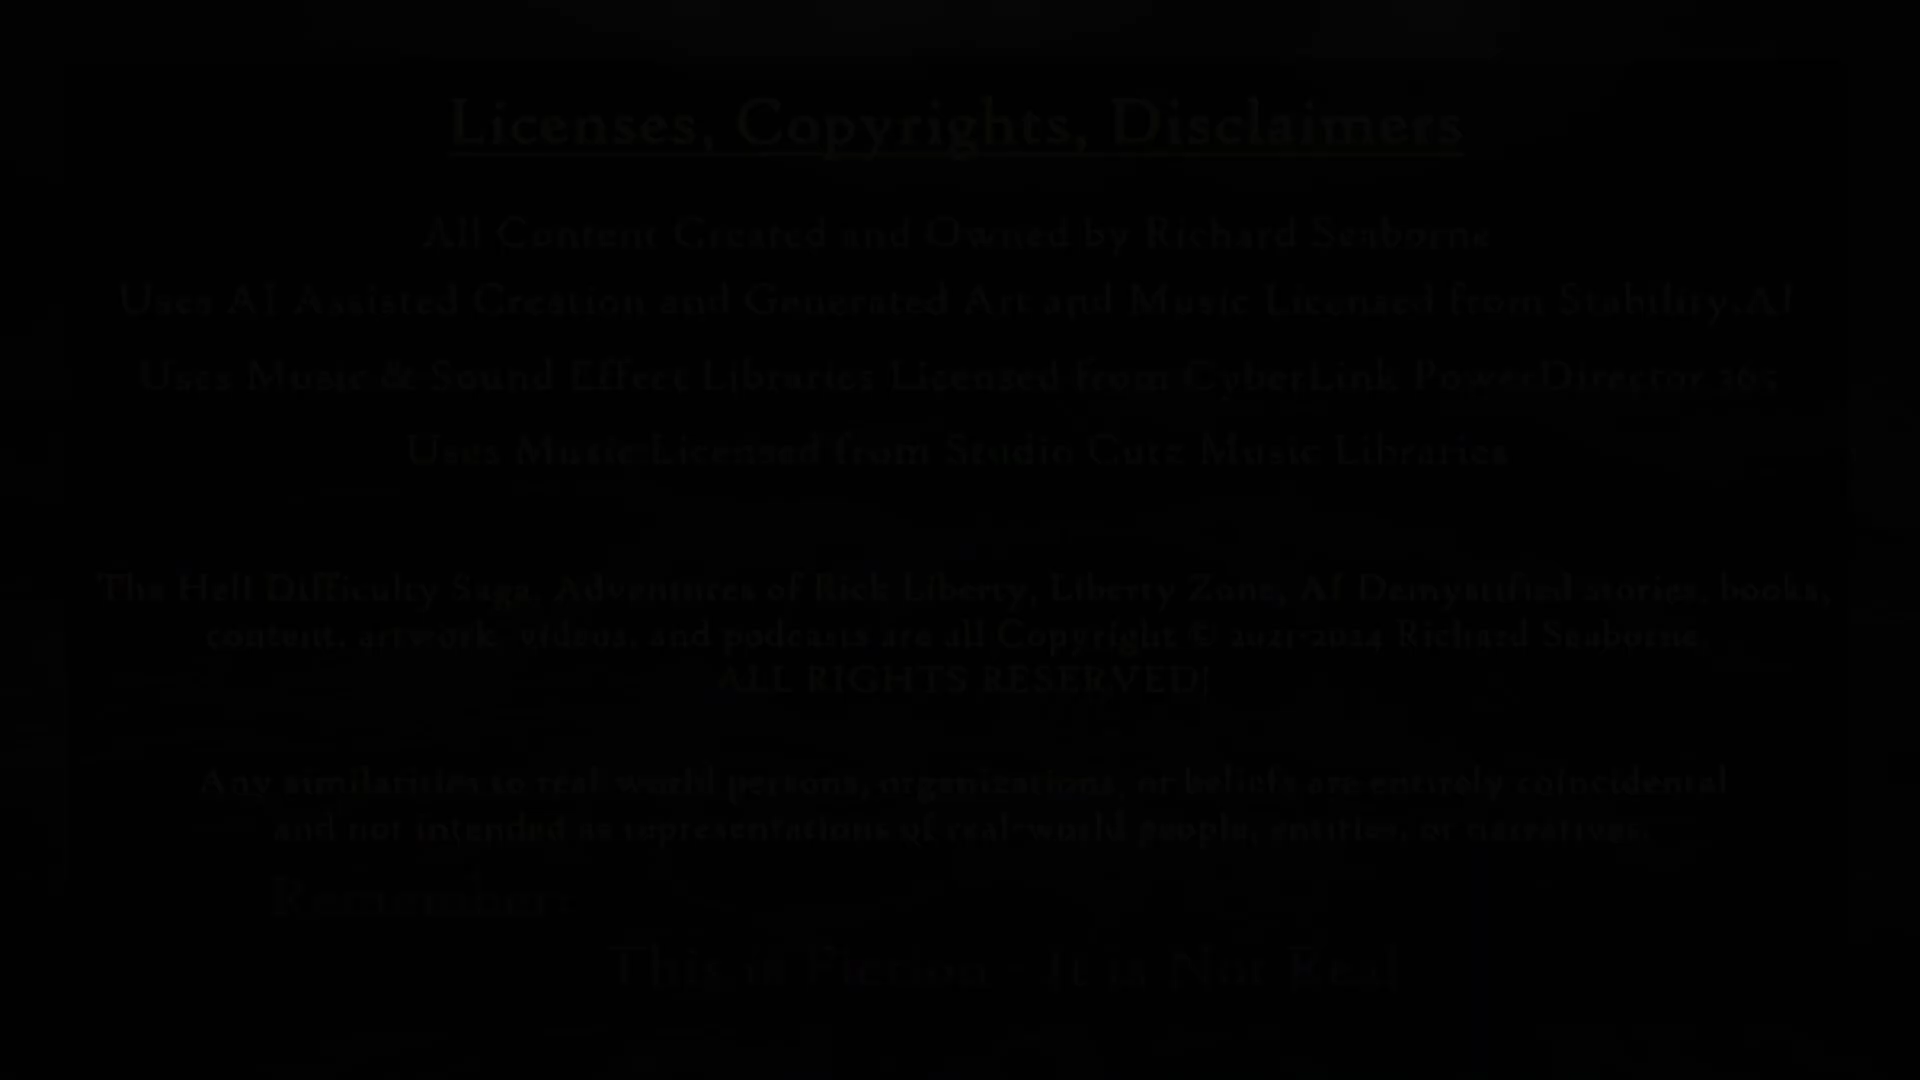 Licenses, Copyrights, Disclaimers
All Content Created and Owned by Richard Seaborne
Uses AI Assisted Creation and Generated Art and Music Licensed from Stability.AI
Uses Music & Sound Effect Libraries Licensed from CyberLink PowerDirector 365
Uses Music Licensed from Studio Cutz Music Libraries
The Hell Difficulty Saga, Adventures of Rick Liberty, Liberty Zone, AI Demystified stories, books,
content, artwork, videos, and podcasts are all Copyright © 2021-2024 Richard Seaborne.
ALL RIGHTS RESERVED!
Any similarities to real world persons, organizations, or beliefs are entirely coincidental
and not intended as representations of real-world people, entities, or narratives.
Remember
This is Fiction - It is Not Real